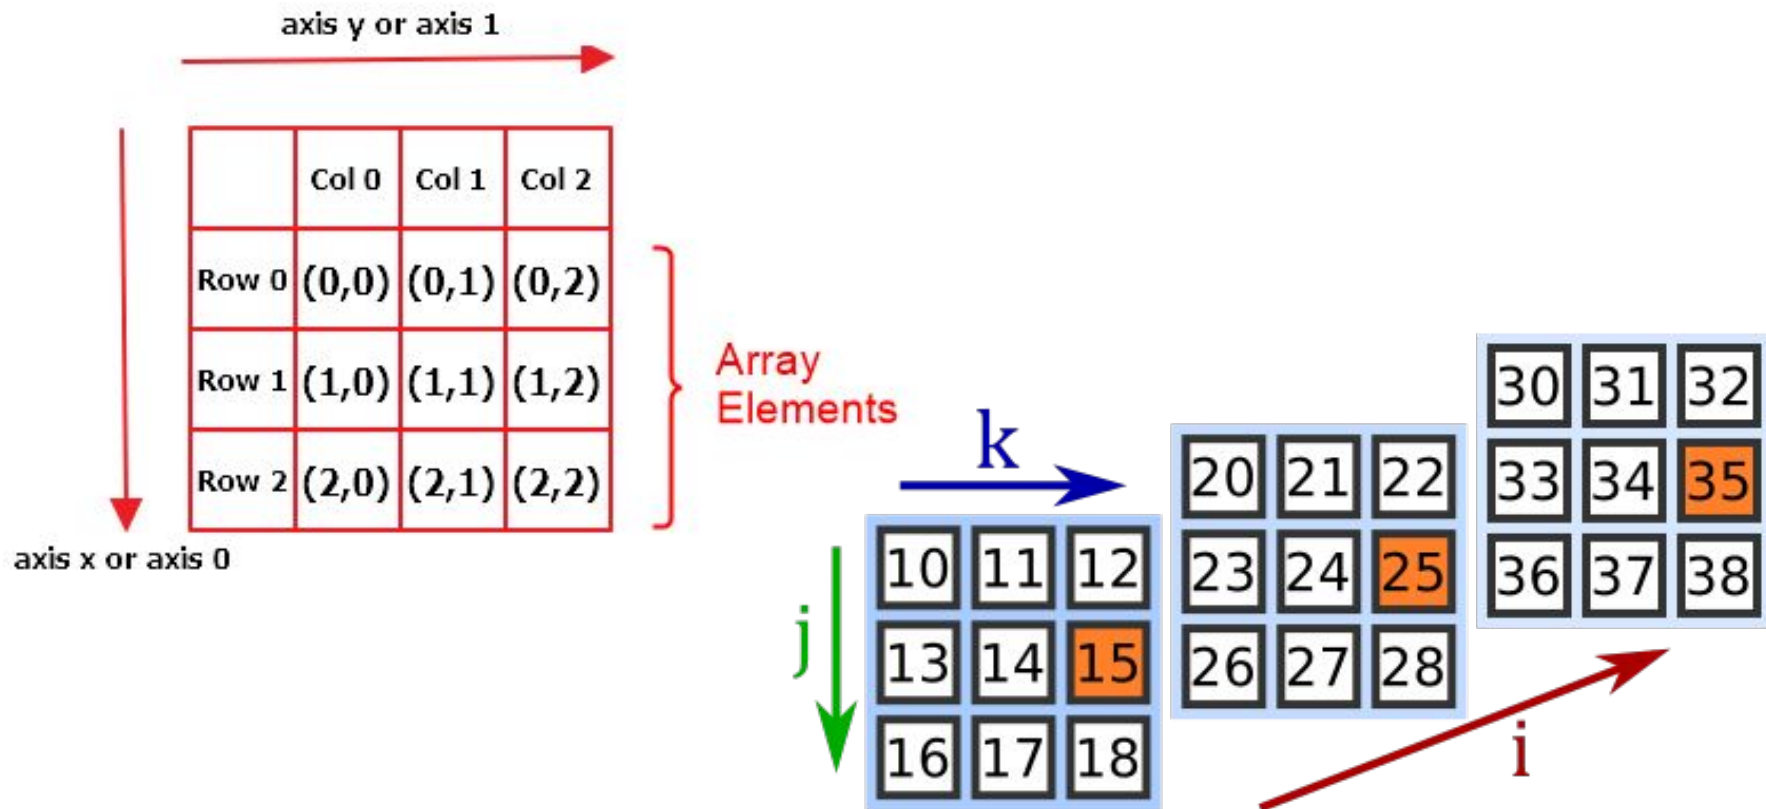 axis y or axis 1
Col 0 Col 1 Col 2
Row 0 (0,0) (0,1) (0,2)
Row 1 (1,0) (1,1) (1,2)
Row 2 (2,0) (2,1) (2,2)
axis x or axis 0
Array
Elements
k
j
10 11 12
13 14 15
16 17 18
20 21 22
23 24 25
26 27 28
30 31 32
33 34 35
36 37 38
i